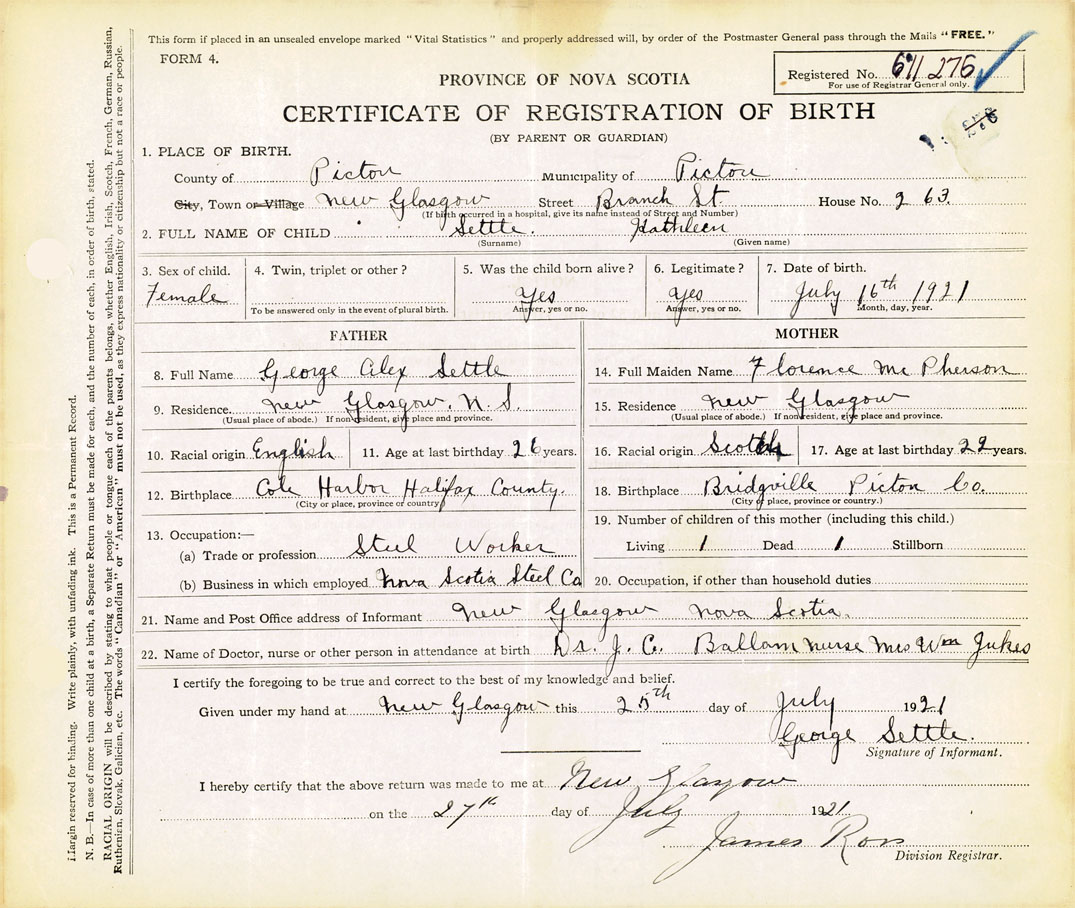 This form if placed in an unsealed envelope marked "Vital Statistics" and properly addressed will, by order of the Postmaster General pass through the Mails "FREE."
FORM 4.
Registered No. 691 276
For use of Registrar General only.
PROVINCE OF NOVA SCOTIA
CERTIFICATE OF REGISTRATION OF BIRTH
(BY PARENT OR GUARDIAN)
1. PLACE OF BIRTH.
County of Pictou Municipality of Pictou
City, Town or Village New Glasgow Street Branch St. House No. 263.
(If birth occurred in a hospital, give its name instead of Street and Number)
2. FULL NAME OF CHILD Settle. Kathleen
(Surname) (Given name)
3. Sex of child. 4. Twin, triplet or other? 5. Was the child born alive? 6. Legitimate? 7. Date of birth.
Female Yes Yes July 16th 1921
To be answered only in the event of plural birth. Answer, yes or no. Answer, yes or no. Month, day, year.
FATHER
8. Full Name George Alex Settle
9. Residence New Glasgow, N.S.
(Usual place of abode.) If non-resident, give place and province.
10. Racial origin English 11. Age at last birthday 26 years.
12. Birthplace Cole Harbor Halifax County.
(City or place, province or country)
13. Occupation:—
(a) Trade or profession Steel Worker
(b) Business in which employed Nova Scotia Steel Co
MOTHER
14. Full Maiden Name Florence McPherson
15. Residence New Glasgow
(Usual place of abode.) If non-resident, give place and province.
16. Racial origin Scotch 17. Age at last birthday 22 years.
18. Birthplace Bridgville Pictou Co.
(City or place, province or country.)
19. Number of children of this mother (including this child.)
Living 1 Dead 1 Stillborn
20. Occupation, if other than household duties
21. Name and Post Office address of Informant New Glasgow Nova Scotia.
22. Name of Doctor, nurse or other person in attendance at birth Dr. J. C. Ballam Nurse Mrs Wm Jukes
I certify the foregoing to be true and correct to the best of my knowledge and belief.
Given under my hand at New Glasgow this 25th day of July 1921
George Settle.
Signature of Informant.
I hereby certify that the above return was made to me at New Glasgow
on the 27th day of July 1921
James Ross
Division Registrar.
Margin reserved for binding. Write plainly, with unfading ink. This is a Permanent Record.
N. B.—In case of more than one child at a birth, a Separate Return must be made for each, and the number of each, in order of birth, stated.
RACIAL ORIGIN will be described by stating to what people or tongue each of the parents belongs, whether English, Irish, Scotch, French, German, Russian,
Ruthenian, Slovak, Galician, etc. The words "Canadian" or "American" must not be used, as they express nationality or citizenship but not a race or people.